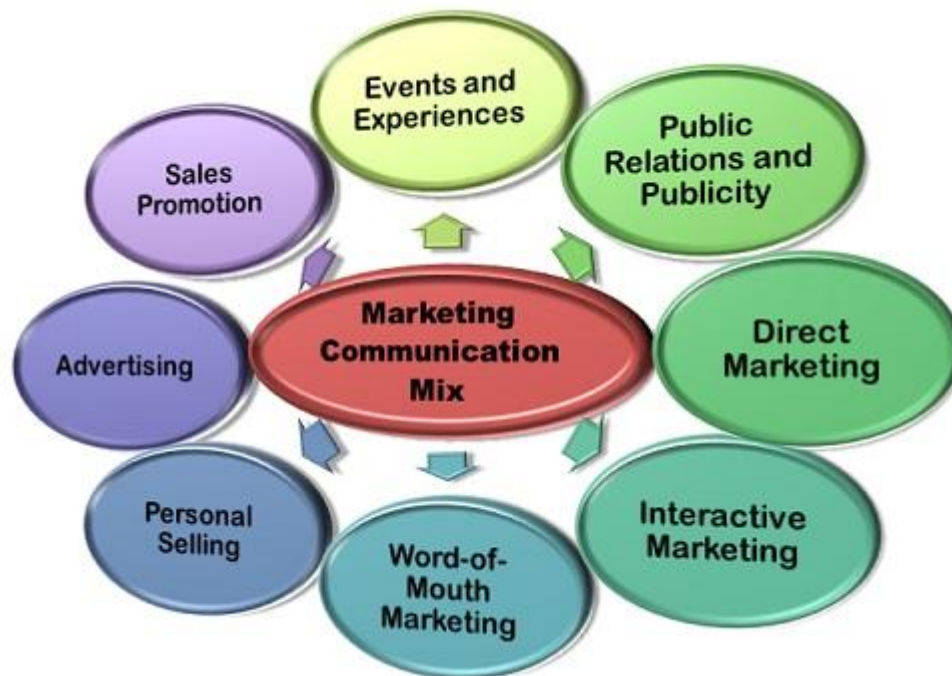 Events and
Experiences
Public
Relations and
Publicity
Sales
Promotion
Marketing
Communication
Mix
Direct
Marketing
Advertising
Interactive
Marketing
Personal
Selling
Word-of-
Mouth
Marketing